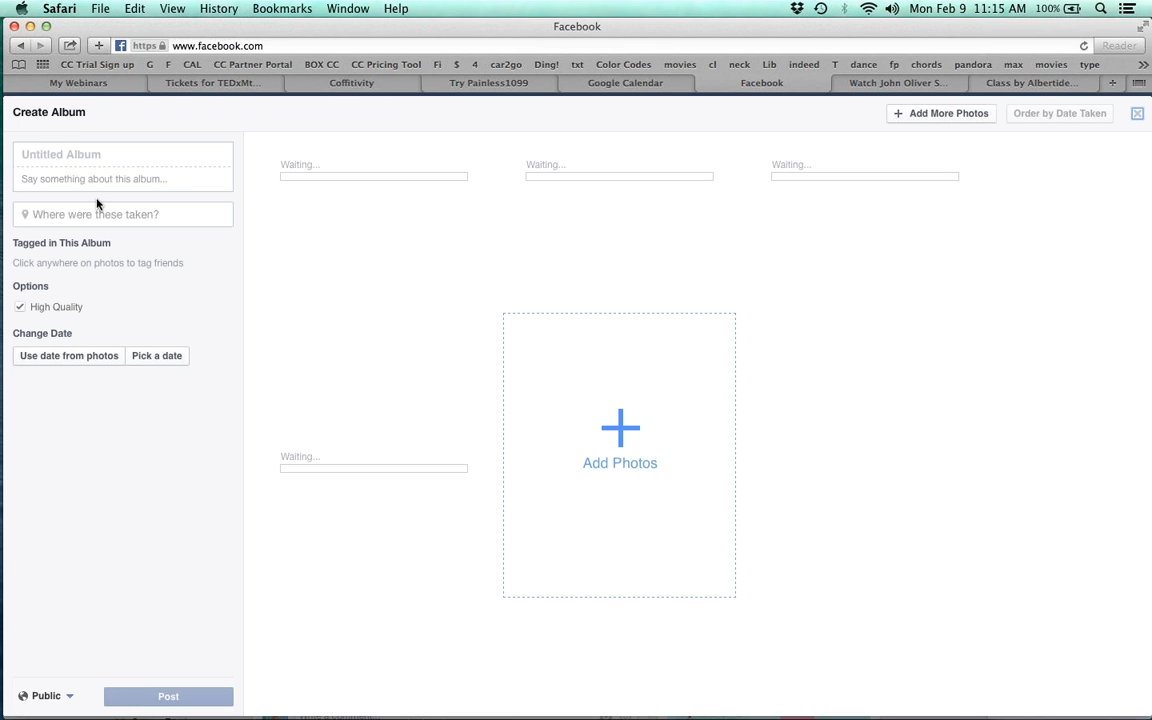 Safari File Edit View History Bookmarks Window Help Mon Feb 9 11:15 AM 100%
Facebook
https www.facebook.com Reader
CC Trial Sign up G F CAL CC Partner Portal BOX CC CC Pricing Tool Fi $ 4 car2go Ding! txt Color Codes movies cl neck Lib indeed T dance fp chords pandora max movies type
My Webinars Tickets for TEDxMt... Coffitivity Try Painless1099 Google Calendar Facebook Watch John Oliver S... Class by Albertide...
Create Album + Add More Photos Order by Date Taken
Untitled Album
Say something about this album...
Where were these taken?
Tagged in This Album
Click anywhere on photos to tag friends
Options
High Quality
Change Date
Use date from photos Pick a date
Public Post
Waiting... Waiting... Waiting...
Waiting...
Add Photos